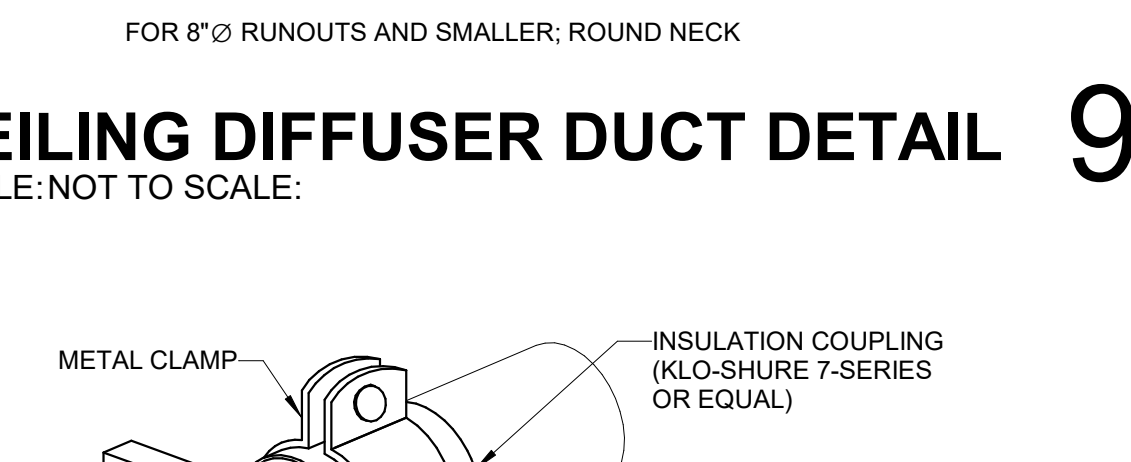 FOR 8"∅ RUNOUTS AND SMALLER; ROUND NECK
EILING DIFFUSER DUCT DETAIL 9
LE: NOT TO SCALE:
METAL CLAMP
INSULATION COUPLING
(KLO-SHURE 7-SERIES
OR EQUAL)